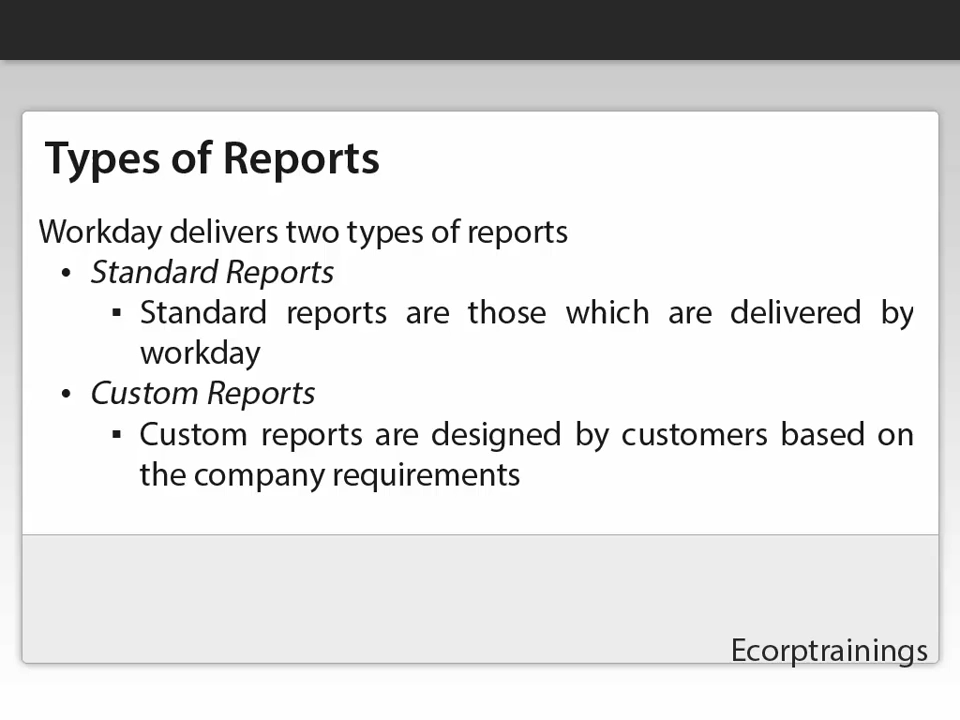 Types of Reports
Workday delivers two types of reports
• Standard Reports
▪ Standard reports are those which are delivered by
workday
• Custom Reports
▪ Custom reports are designed by customers based on
the company requirements
Ecorptrainings